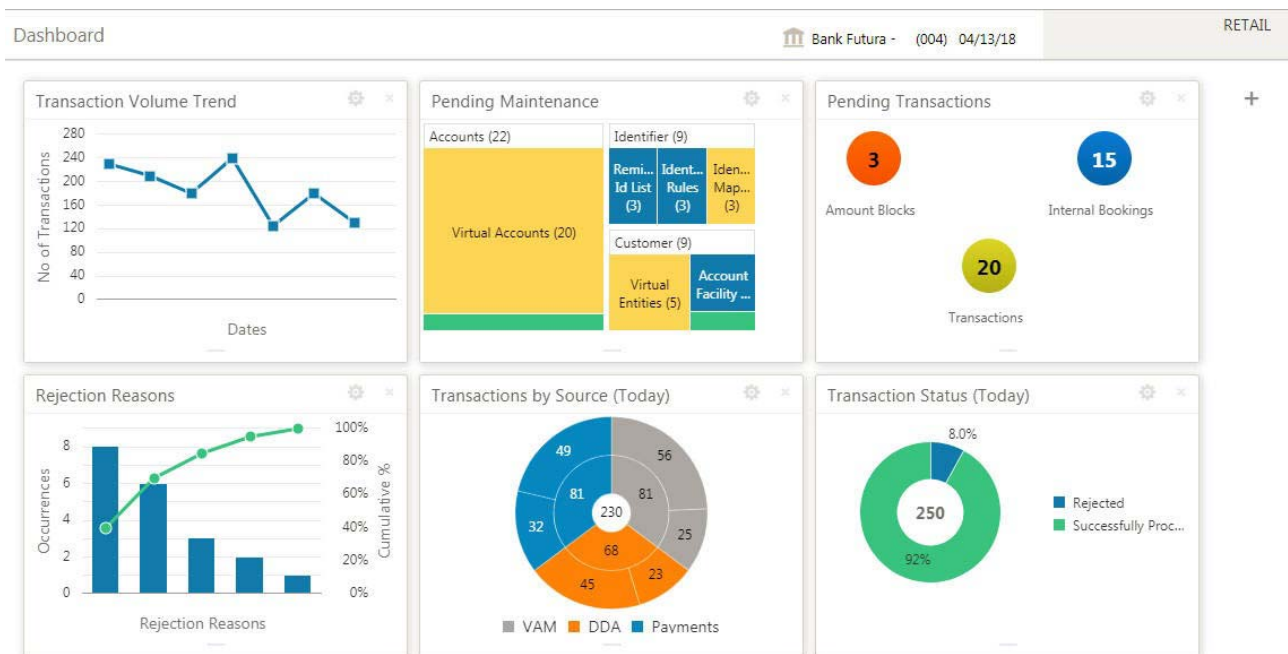 Dashboard
Bank Futura - (004) 04/13/18
RETAIL
Transaction Volume Trend
280
240
200
160
120
80
40
0
No of Transactions
Dates
Pending Maintenance
Accounts (22)
Virtual Accounts (20)
Identifier (9)
Remi...
Id List
(3)
Ident...
Rules
(3)
Iden...
Map...
(3)
Customer (9)
Virtual
Entities (5)
Account
Facility ...
Pending Transactions
3
Amount Blocks
15
Internal Bookings
20
Transactions
+
Rejection Reasons
8
6
4
2
0
Occurrences
100%
80%
60%
40%
20%
0%
Cumulative %
Rejection Reasons
Transactions by Source (Today)
49
56
81
81
230
32
25
68
45
23
VAM DDA Payments
Transaction Status (Today)
8.0%
250
92%
Rejected
Successfully Proc...